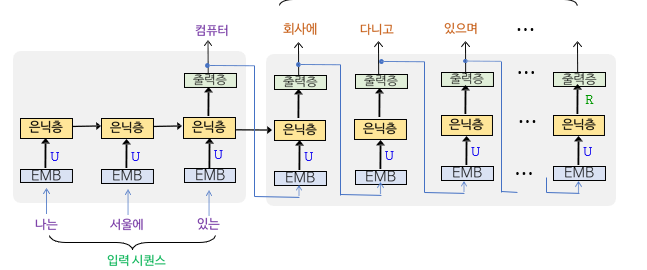 컴퓨터 회사에 다니고 있으며 ...
출력층 출력층 출력층 출력층 ... 출력층
R
은닉층 은닉층 은닉층 은닉층 은닉층 은닉층 ... 은닉층
U U U U U U U
EMB EMB EMB EMB EMB EMB ... EMB
나는 서울에 있는
입력 시퀀스